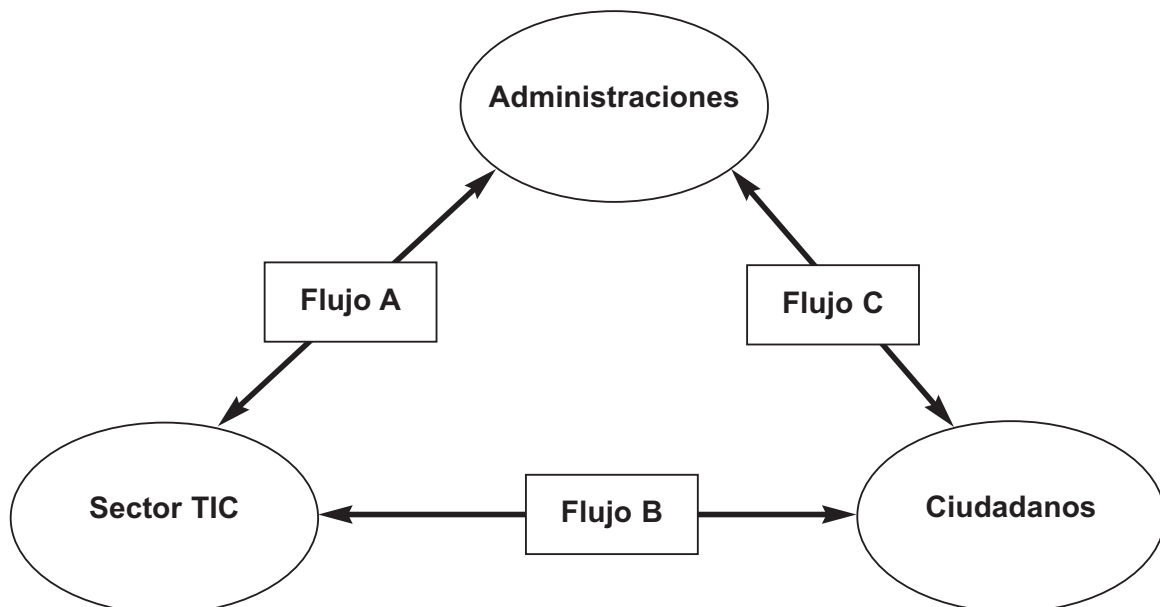 Administraciones
Flujo A
Flujo C
Sector TIC
Flujo B
Ciudadanos